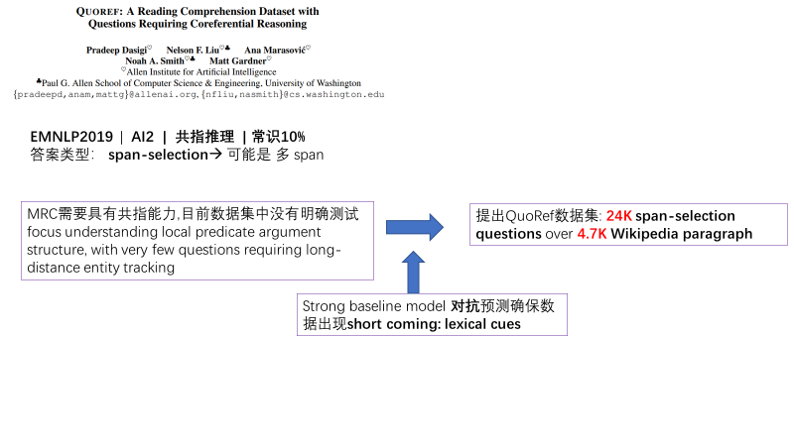 QUOREF: A Reading Comprehension Dataset with
Questions Requiring Coreferential Reasoning
Pradeep Dasigi♡ Nelson F. Liu♡♣ Ana Marasović♡
Noah A. Smith♡♣ Matt Gardner♡
♡Allen Institute for Artificial Intelligence
♣Paul G. Allen School of Computer Science & Engineering, University of Washington
{pradeepd,anam,mattg}@allenai.org,{nfliu,nasmith}@cs.washington.edu
EMNLP2019 | AI2 | 共指推理 | 常识10%
答案类型： span-selection→ 可能是 多 span
MRC需要具有共指能力,目前数据集中没有明确测试
focus understanding local predicate argument
structure, with very few questions requiring long-
distance entity tracking
提出QuoRef数据集: 24K span-selection
questions over 4.7K Wikipedia paragraph
Strong baseline model 对抗预测确保数
据出现short coming: lexical cues